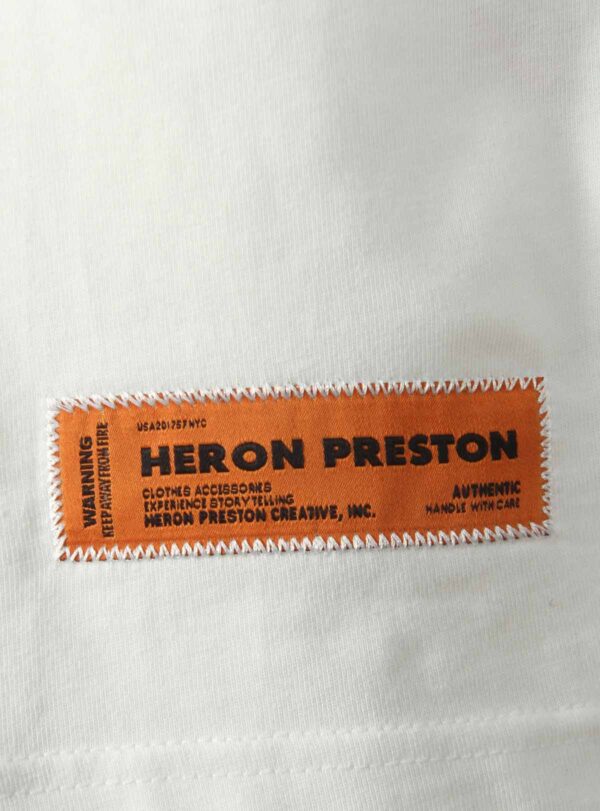 WARNING
KEEP AWAY FROM FIRE
USA201757NYC
HERON PRESTON
CLOTHES ACCESSORIES
EXPERIENCE STORYTELLING
HERON PRESTON CREATIVE, INC.
AUTHENTIC
HANDLE WITH CARE